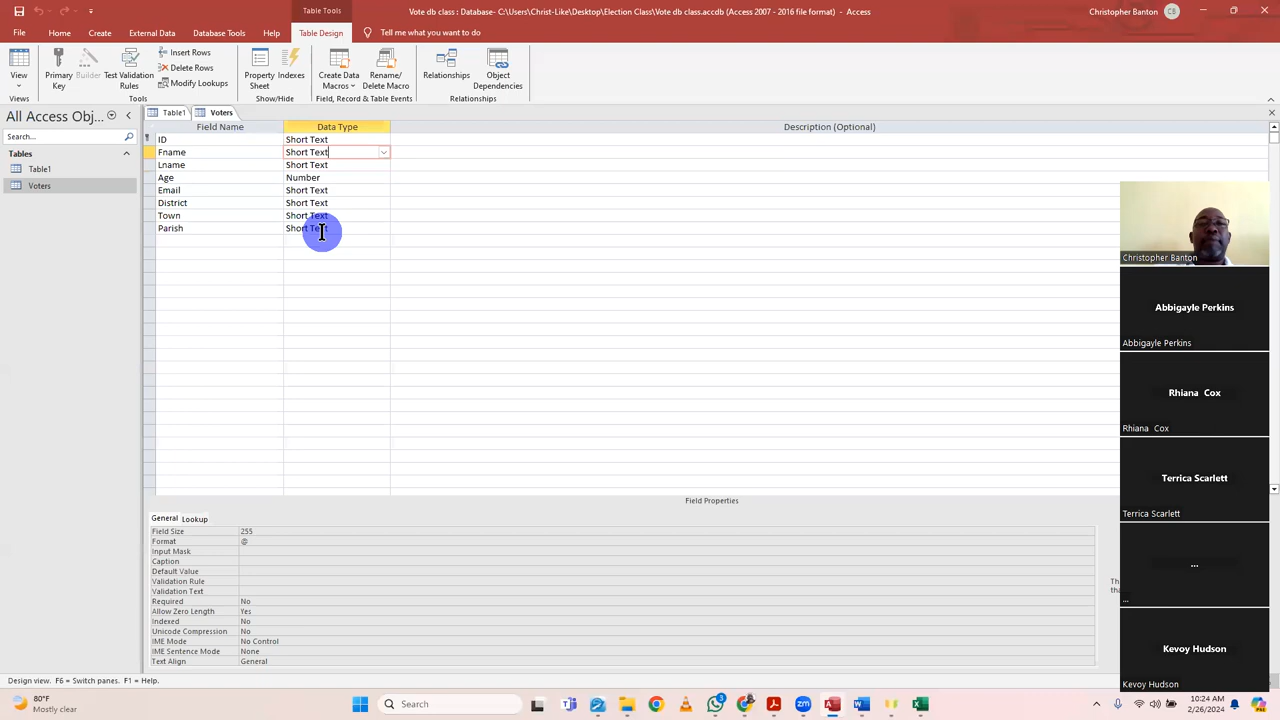 Table Tools
Vote db class : Database- C:\Users\Christ-Like\Desktop\Election Class\Vote db class.accdb (Access 2007 - 2016 file format) - Access
Christopher Banton CB
File Home Create External Data Database Tools Help Table Design Tell me what you want to do
View
Primary Key
Builder
Test Validation Rules
Insert Rows
Delete Rows
Modify Lookups
Property Sheet
Indexes
Create Data Macros
Rename/ Delete Macro
Relationships
Object Dependencies
Views Tools Show/Hide Field, Record & Table Events Relationships
All Access Obj...
Search...
Tables
Table1
Voters
Table1 Voters
Field Name Data Type Description (Optional)
ID Short Text
Fname Short Text
Lname Short Text
Age Number
Email Short Text
District Short Text
Town Short Text
Parish Short Text
Field Properties
General Lookup
Field Size 255
Format @
Input Mask
Caption
Default Value
Validation Rule
Validation Text
Required No
Allow Zero Length Yes
Indexed No
Unicode Compression No
IME Mode No Control
IME Sentence Mode None
Text Align General
Christopher Banton
Abbigayle Perkins
Abbigayle Perkins
Rhiana Cox
Rhiana Cox
Terrica Scarlett
Terrica Scarlett
...
...
Kevoy Hudson
Kevoy Hudson
Design view. F6 = Switch panes. F1 = Help.
80°F
Mostly clear
Search
3
10:24 AM
2/26/2024